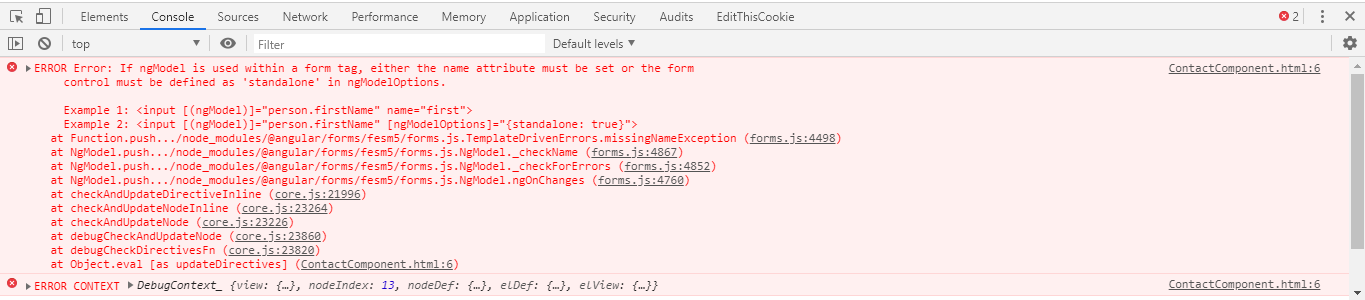 Elements Console Sources Network Performance Memory Application Security Audits EditThisCookie 2
top Filter Default levels
ERROR Error: If ngModel is used within a form tag, either the name attribute must be set or the form ContactComponent.html:6
control must be defined as 'standalone' in ngModelOptions.
Example 1: <input [(ngModel)]="person.firstName" name="first">
Example 2: <input [(ngModel)]="person.firstName" [ngModelOptions]="{standalone: true}">
at Function.push.../node_modules/@angular/forms/fesm5/forms.js.TemplateDrivenErrors.missingNameException (forms.js:4498)
at NgModel.push.../node_modules/@angular/forms/fesm5/forms.js.NgModel._checkName (forms.js:4867)
at NgModel.push.../node_modules/@angular/forms/fesm5/forms.js.NgModel._checkForErrors (forms.js:4852)
at NgModel.push.../node_modules/@angular/forms/fesm5/forms.js.NgModel.ngOnChanges (forms.js:4760)
at checkAndUpdateDirectiveInline (core.js:21996)
at checkAndUpdateNodeInline (core.js:23264)
at checkAndUpdateNode (core.js:23226)
at debugCheckAndUpdateNode (core.js:23860)
at debugCheckDirectivesFn (core.js:23820)
at Object.eval [as updateDirectives] (ContactComponent.html:6)
ERROR CONTEXT DebugContext_ {view: {…}, nodeIndex: 13, nodeDef: {…}, elDef: {…}, elView: {…}} ContactComponent.html:6